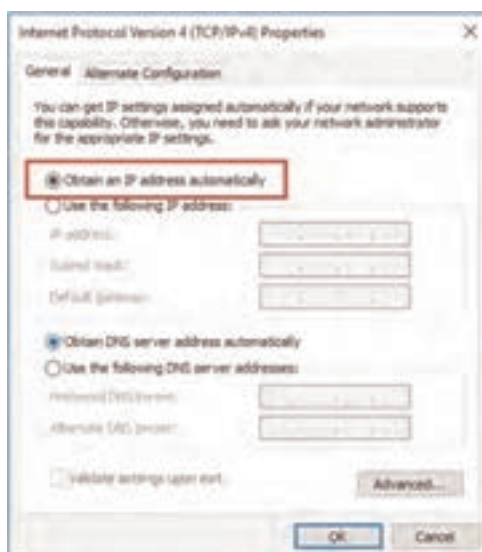 Internet Protocol Version 4 (TCP/IPv4) Properties
General Alternate Configuration
You can get IP settings assigned automatically if your network supports
this capability. Otherwise, you need to ask your network administrator
for the appropriate IP settings.
Obtain an IP address automatically
Use the following IP address:
IP address:
Subnet mask:
Default gateway:
Obtain DNS server address automatically
Use the following DNS server addresses:
Preferred DNS server:
Alternate DNS server:
Validate settings upon exit
Advanced...
OK Cancel